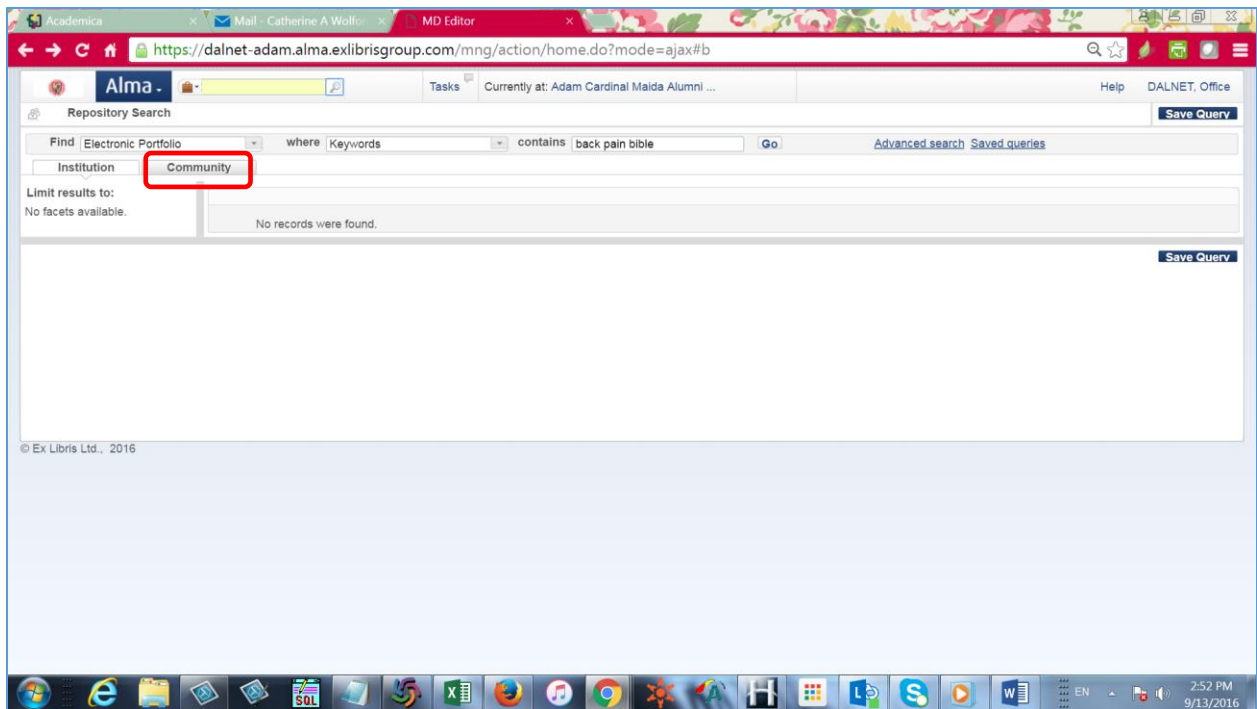 Academica
Mail - Catherine A Wolfor
MD Editor
https://dalnet-adam.alma.exlibrisgroup.com/mng/action/home.do?mode=ajax#b
Alma
Tasks
Currently at: Adam Cardinal Maida Alumni ...
Help
DALNET, Office
Repository Search
Save Query
Find Electronic Portfolio where Keywords contains back pain bible Go Advanced search Saved queries
Institution Community
Limit results to:
No facets available.
No records were found.
Save Query
© Ex Libris Ltd., 2016
SQL
EN
2:52 PM
9/13/2016